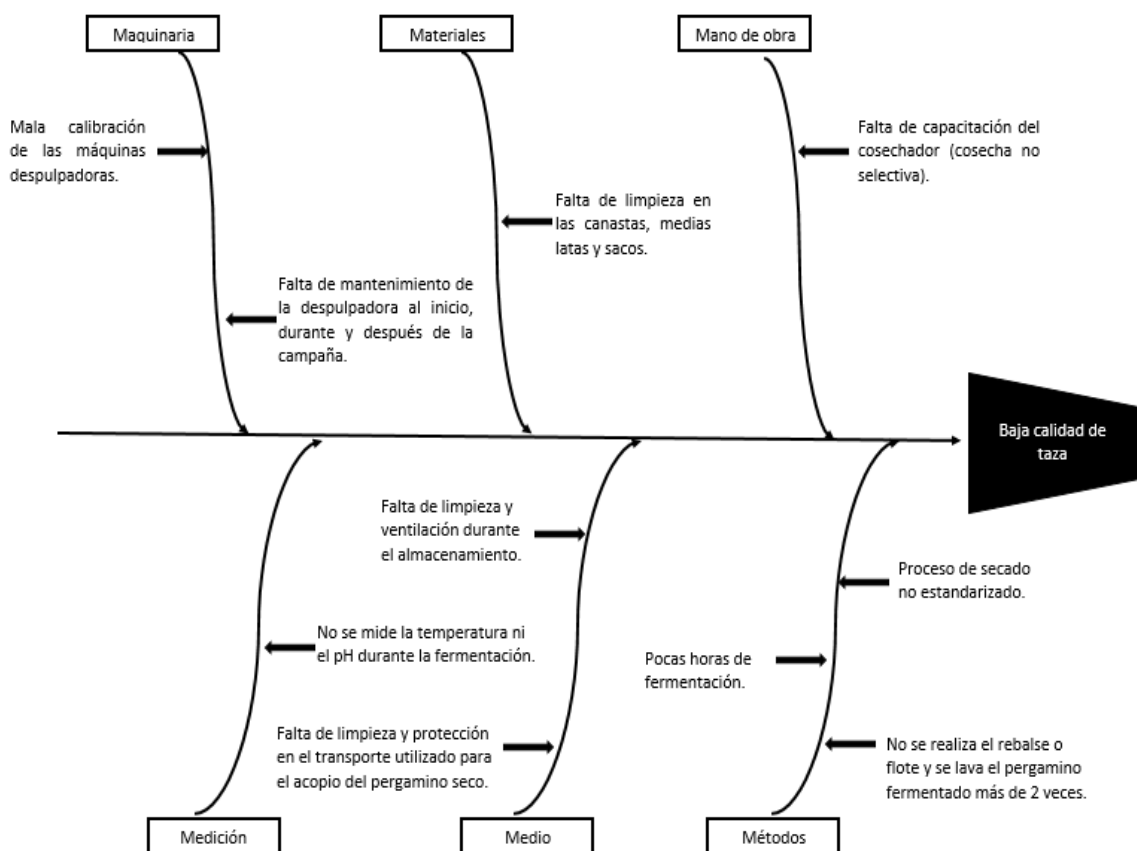 Maquinaria
Materiales
Mano de obra
Mala calibración
de las máquinas
despulpadoras.
Falta de capacitación del
cosechador (cosecha no
selectiva).
Falta de limpieza en
las canastas, medias
latas y sacos.
Falta de mantenimiento de
la despulpadora al inicio,
durante y después de la
campaña.
Baja calidad de
taza
Falta de limpieza y
ventilación durante
el almacenamiento.
Proceso de secado
no estandarizado.
No se mide la temperatura ni
el pH durante la fermentación.
Pocas horas de
fermentación.
Falta de limpieza y protección
en el transporte utilizado para
el acopio del pergamino seco.
No se realiza el rebalse o
flote y se lava el pergamino
fermentado más de 2 veces.
Medición
Medio
Métodos